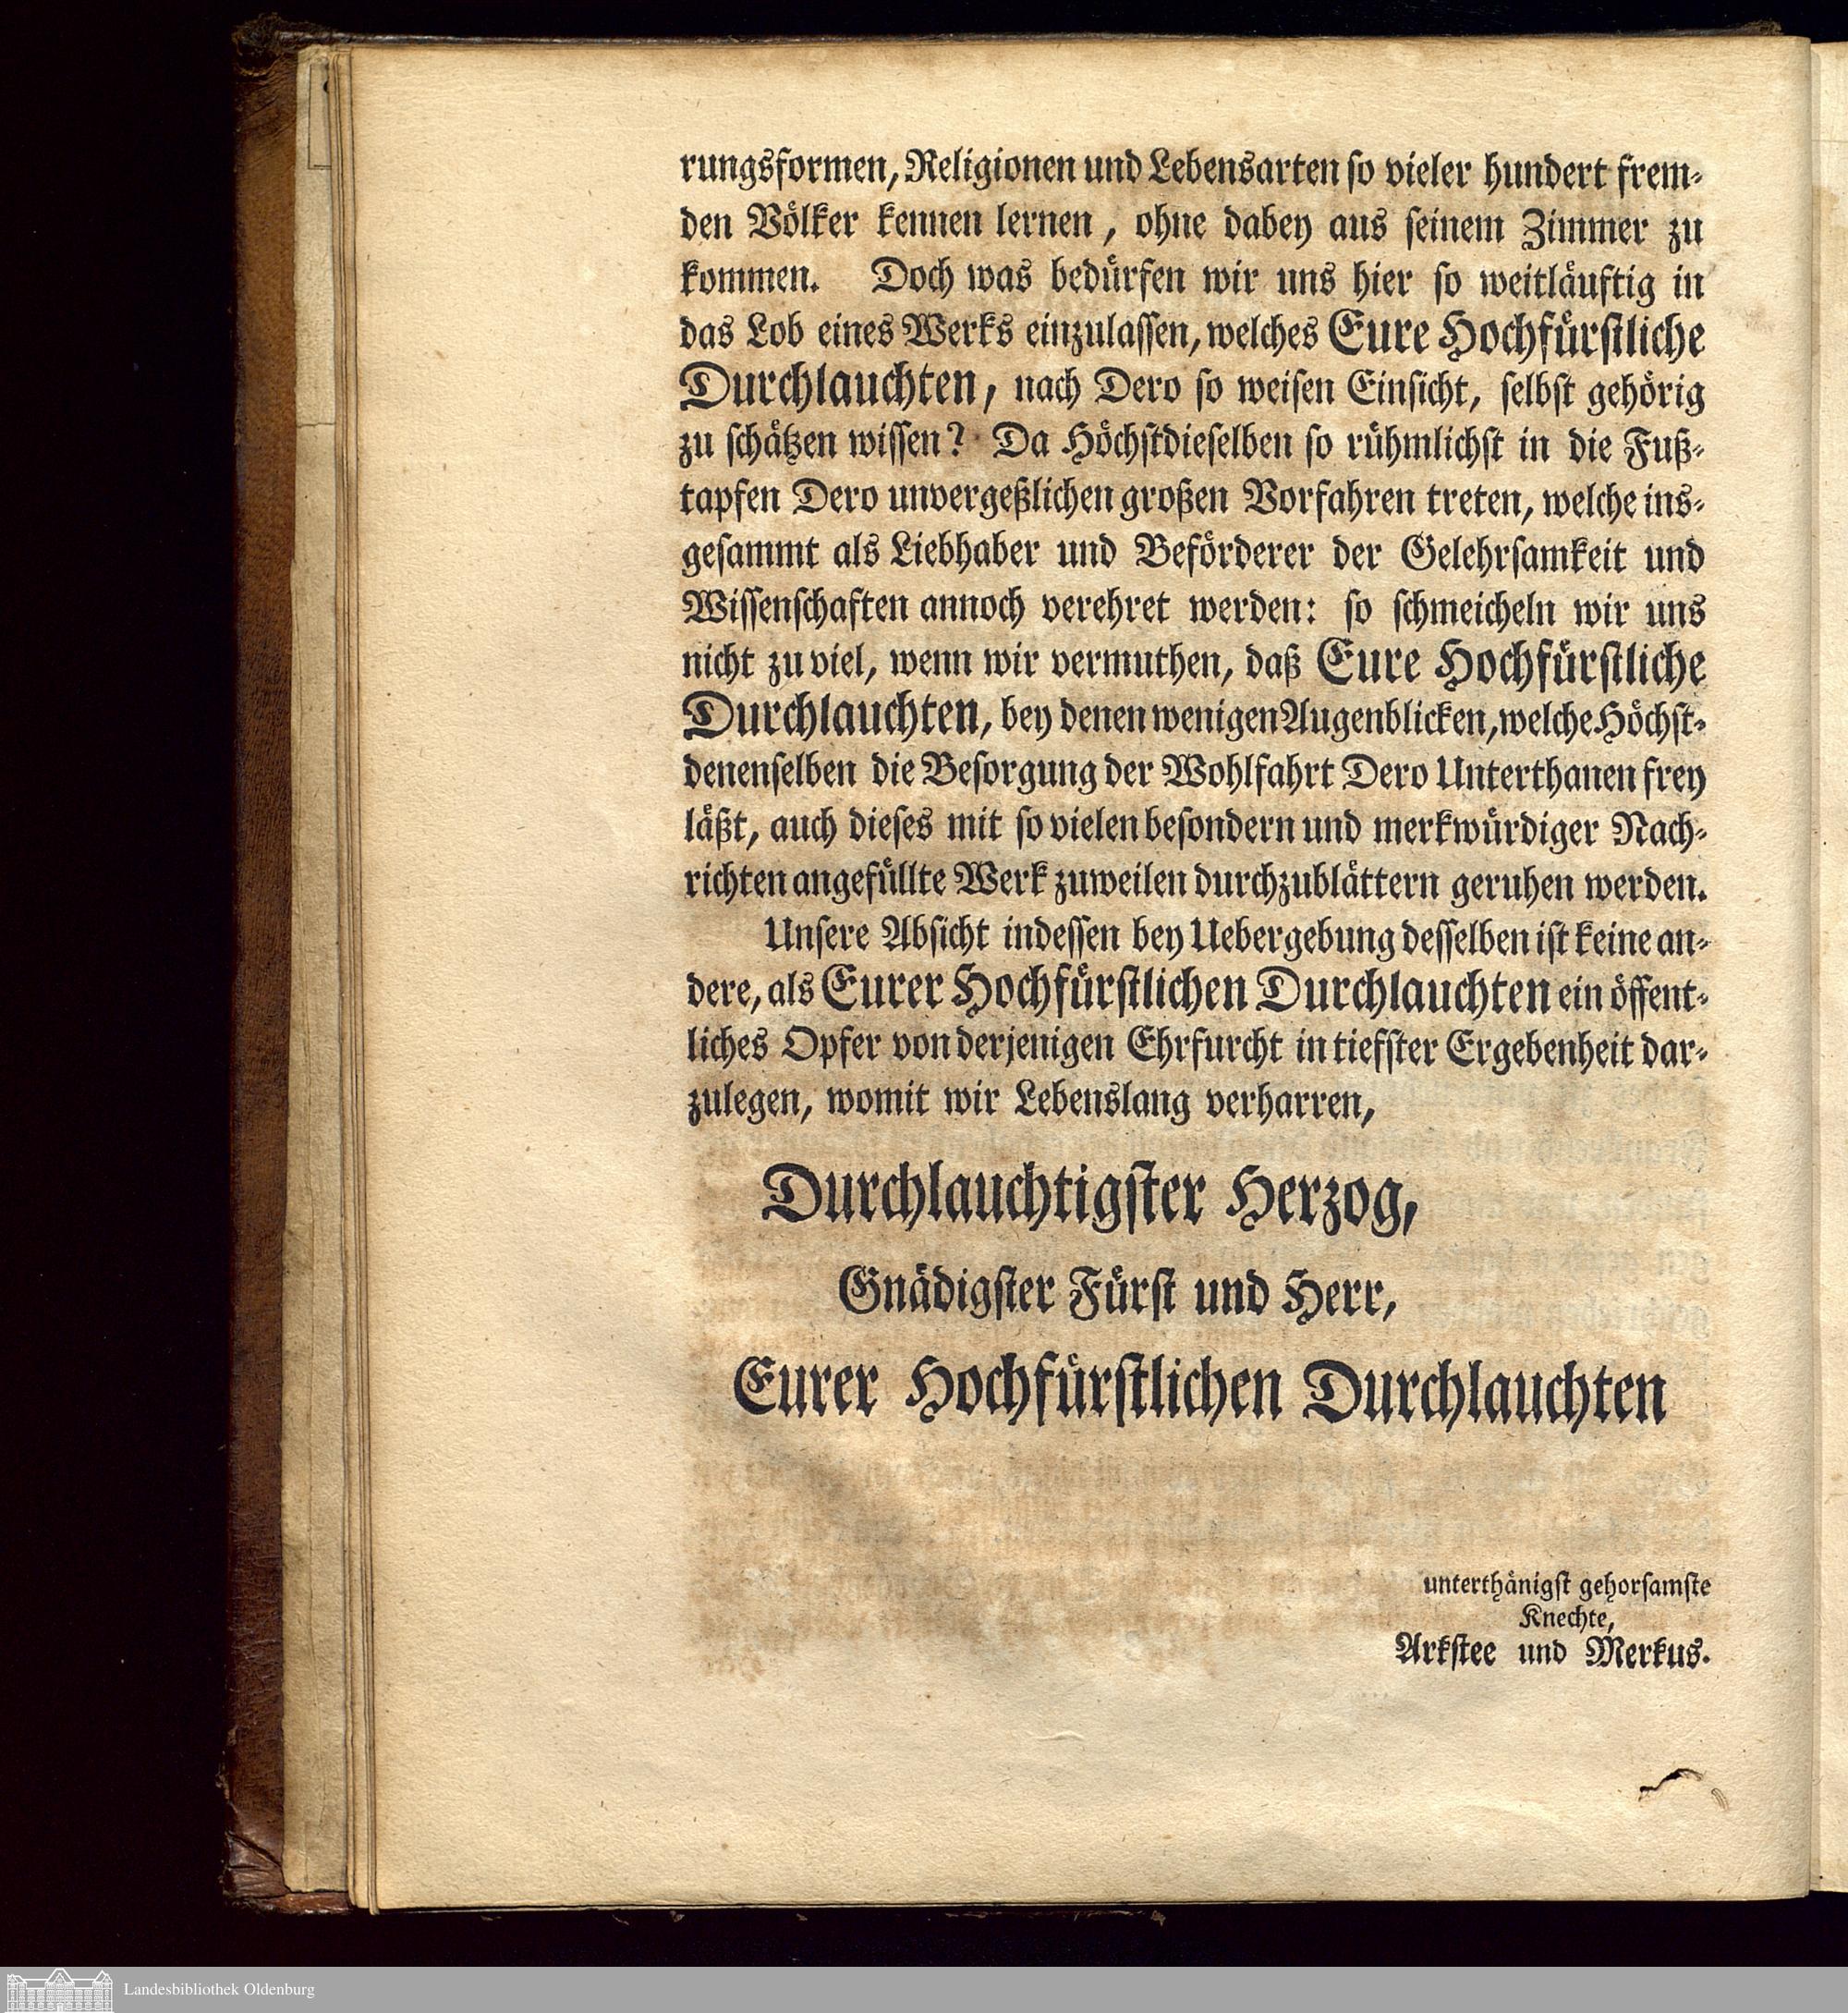 rungsformen, Religionen und Lebensarten so vieler hundert frem-
den Völker kennen lernen, ohne dabey aus seinem Zimmer zu
kommen. Doch was bedürfen wir uns hier so weitläuftig in
das Lob eines Werks einzulassen, welches Eure Hochfürstliche
Durchlauchten, nach Dero so weisen Einsicht, selbst gehörig
zu schätzen wissen? Da Höchstdieselben so rühmlichst in die Fuß-
tapfen Dero unvergeßlichen großen Vorfahren treten, welche ins-
gesammt als Liebhaber und Beförderer der Gelehrsamkeit und
Wissenschaften annoch verehret werden: so schmeicheln wir uns
nicht zu viel, wenn wir vermuthen, daß Eure Hochfürstliche
Durchlauchten, bey denen wenigen Augenblicken, welche Höchst-
denenselben die Besorgung der Wohlfahrt Dero Unterthanen frey
läßt, auch dieses mit so vielen besondern und merkwürdiger Nach-
richten angefüllte Werk zuweilen durchzublättern geruhen werden.
Unsere Absicht indessen bey Uebergebung desselben ist keine an-
dere, als Eurer Hochfürstlichen Durchlauchten ein öffent-
liches Opfer von derjenigen Ehrfurcht in tiefster Ergebenheit dar-
zulegen, womit wir Lebenslang verharren,
Durchlauchtigster Herzog,
Gnädigster Fürst und Herr,
Eurer Hochfürstlichen Durchlauchten
unterthänigst gehorsamste
Knechte,
Arkstee und Merkus.
Landesbibliothek Oldenburg